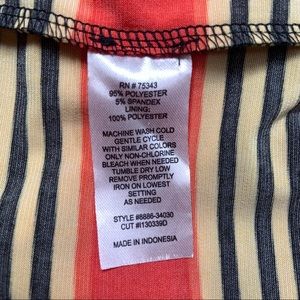 RN # 75343
95% POLYESTER
5% SPANDEX
LINING:
100% POLYESTER
MACHINE WASH COLD
GENTLE CYCLE
WITH SIMILAR COLORS
ONLY NON-CHLORINE
BLEACH WHEN NEEDED
TUMBLE DRY LOW
REMOVE PROMPTLY
IRON ON LOWEST
SETTING
AS NEEDED
STYLE #8886-34030
CUT #I130339D
MADE IN INDONESIA